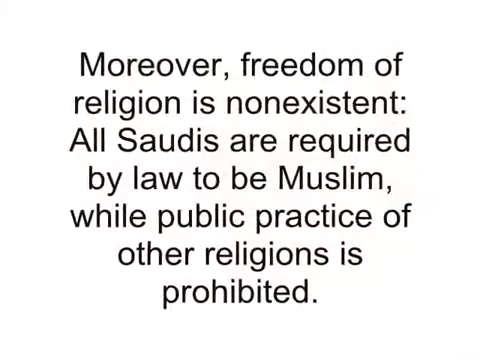 Moreover, freedom of
religion is nonexistent:
All Saudis are required
by law to be Muslim,
while public practice of
other religions is
prohibited.